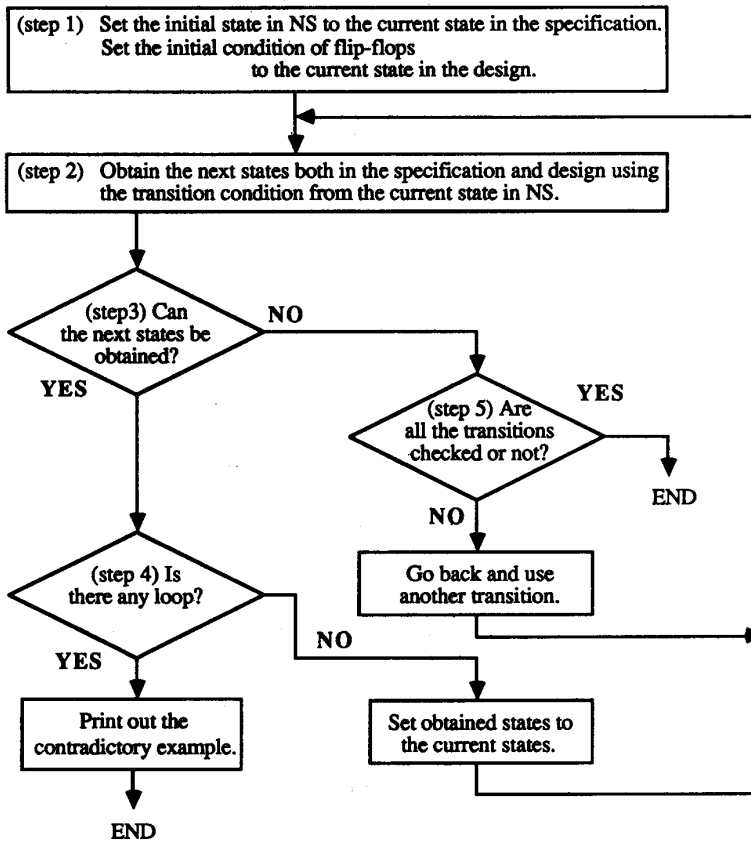 (step 1) Set the initial state in NS to the current state in the specification.
Set the initial condition of flip-flops
to the current state in the design.
(step 2) Obtain the next states both in the specification and design using
the transition condition from the current state in NS.
(step3) Can
the next states be
obtained?
NO
YES
(step 5) Are
all the transitions
checked or not?
YES
END
NO
Go back and use
another transition.
(step 4) Is
there any loop?
NO
YES
Print out the
contradictory example.
Set obtained states to
the current states.
END